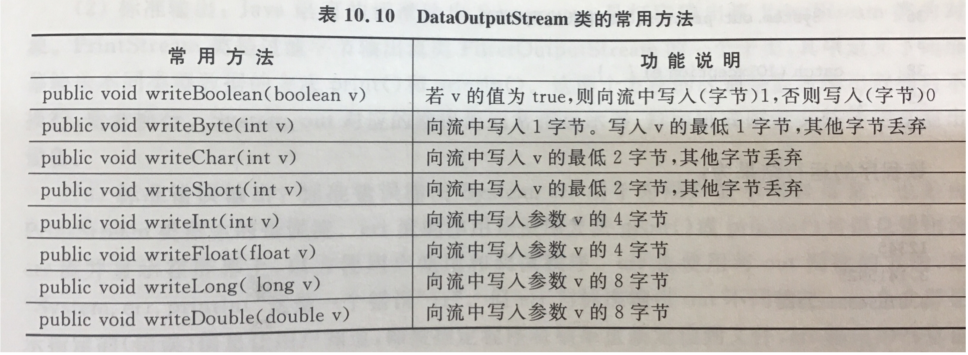 表 10.10 DataOutputStream 类的常用方法
常用方法 功能说明
public void writeBoolean(boolean v) 若 v 的值为 true,则向流中写入(字节)1,否则写入(字节)0
public void writeByte(int v) 向流中写入 1 字节。写入 v 的最低 1 字节,其他字节丢弃
public void writeChar(int v) 向流中写入 v 的最低 2 字节,其他字节丢弃
public void writeShort(int v) 向流中写入 v 的最低 2 字节,其他字节丢弃
public void writeInt(int v) 向流中写入参数 v 的 4 字节
public void writeFloat(float v) 向流中写入参数 v 的 4 字节
public void writeLong( long v) 向流中写入参数 v 的 8 字节
public void writeDouble(double v) 向流中写入参数 v 的 8 字节